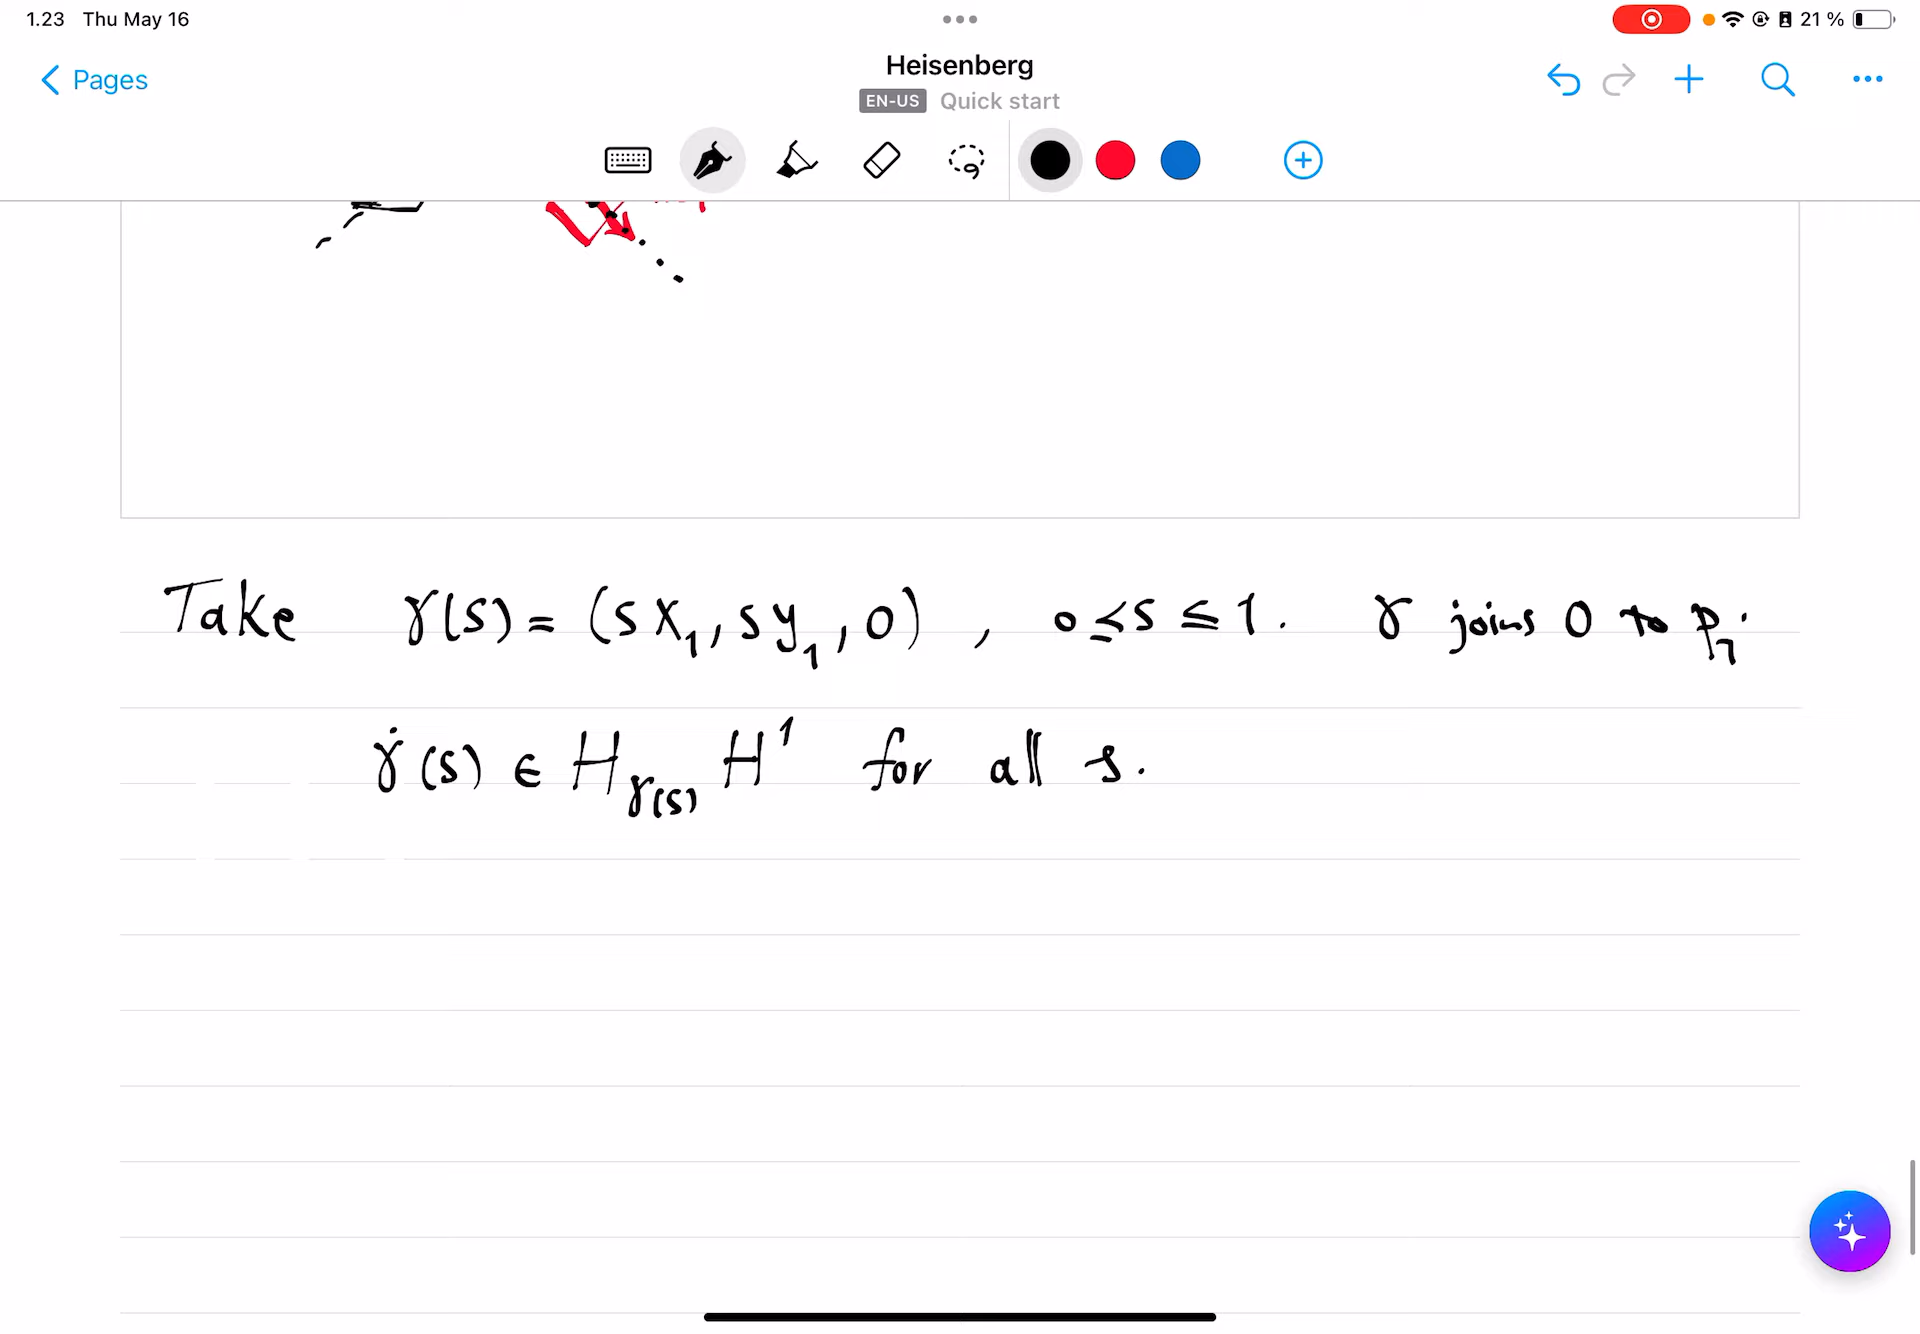 1.23 Thu May 16
21 %
Pages
Heisenberg
EN-US Quick start
Take γ(s) = (s x₁, s y₁, 0) , 0 ≤ s ≤ 1. γ joins 0 to p₁.
γ̇(s) ∈ H_γ(s) H¹ for all s.